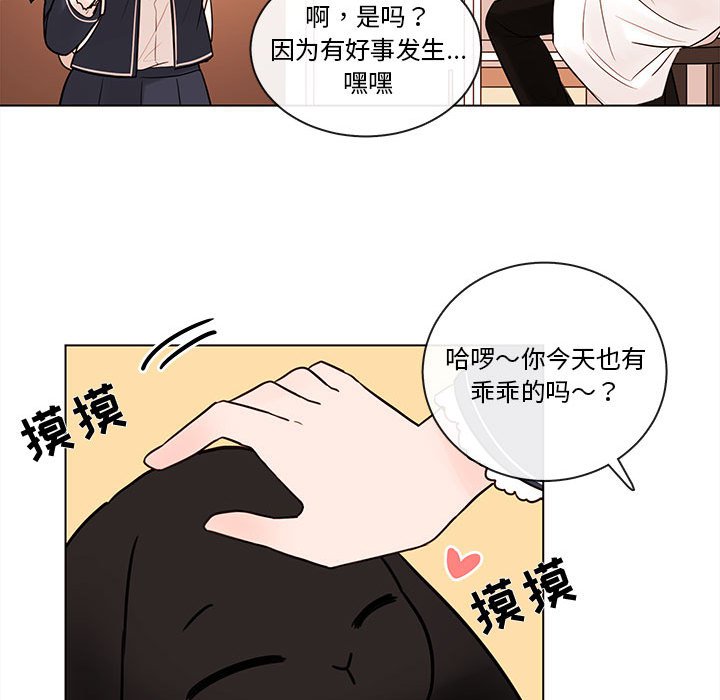 啊，是吗？
因为有好事发生...
嘿嘿
哈啰～你今天也有
乖乖的吗～？
摸摸
摸摸